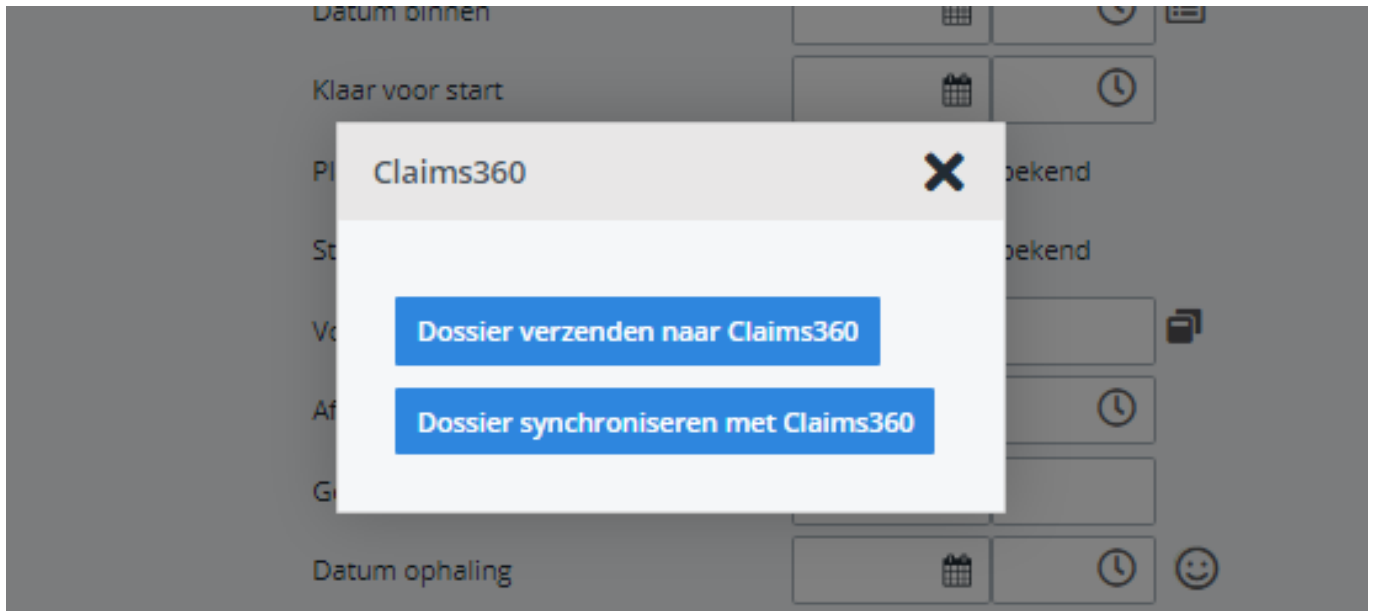 Datum binnen
Klaar voor start
Claims360
Dossier verzenden naar Claims360
Dossier synchroniseren met Claims360
Datum ophaling